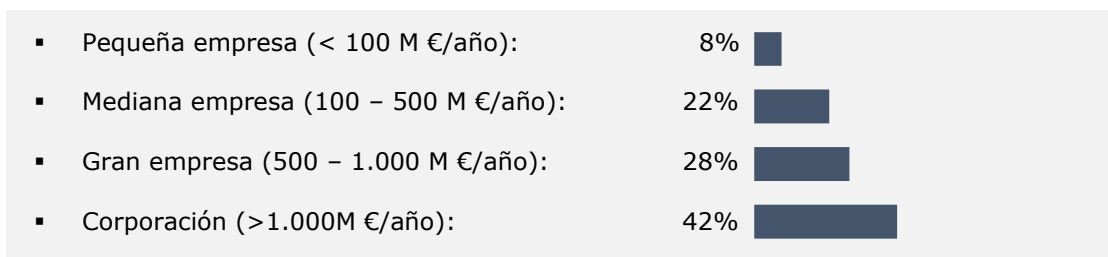 ▪ Pequeña empresa (< 100 M €/año): 8%
▪ Mediana empresa (100 – 500 M €/año): 22%
▪ Gran empresa (500 – 1.000 M €/año): 28%
▪ Corporación (>1.000M €/año): 42%